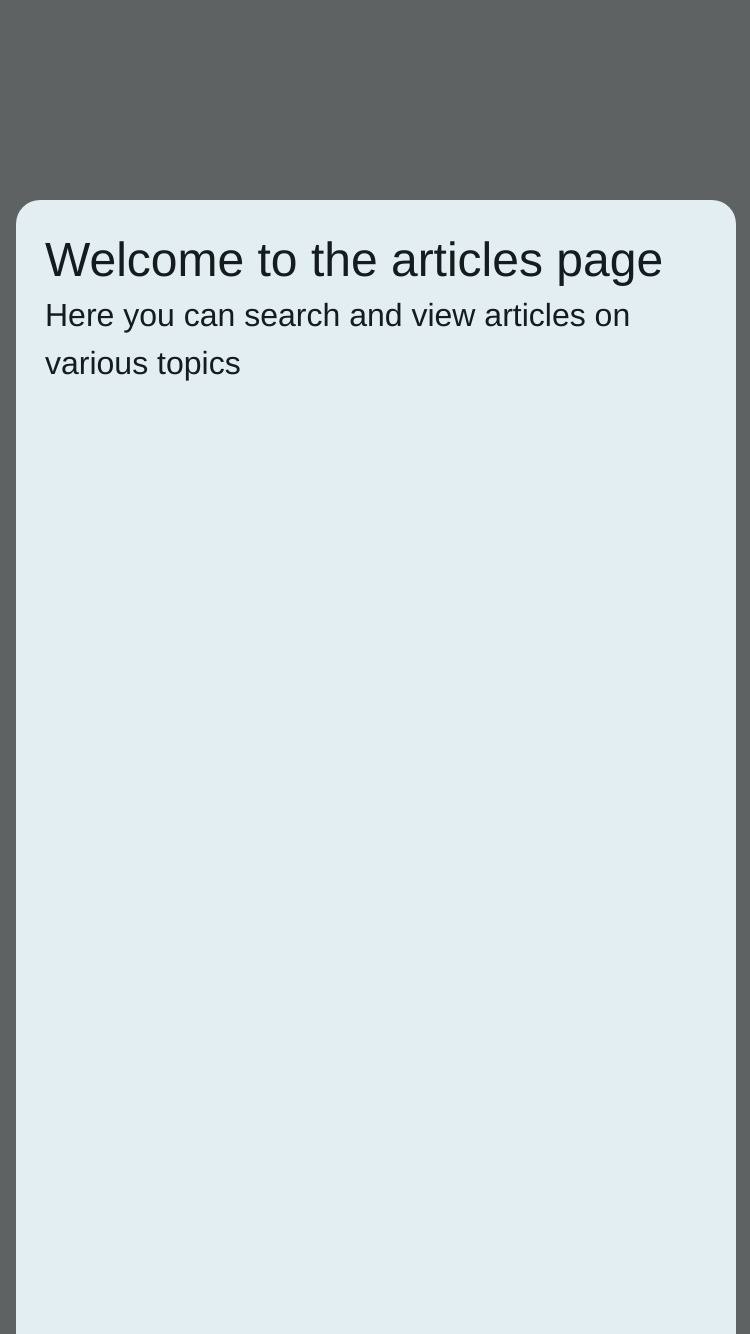 Welcome to the articles page
Here you can search and view articles on
various topics